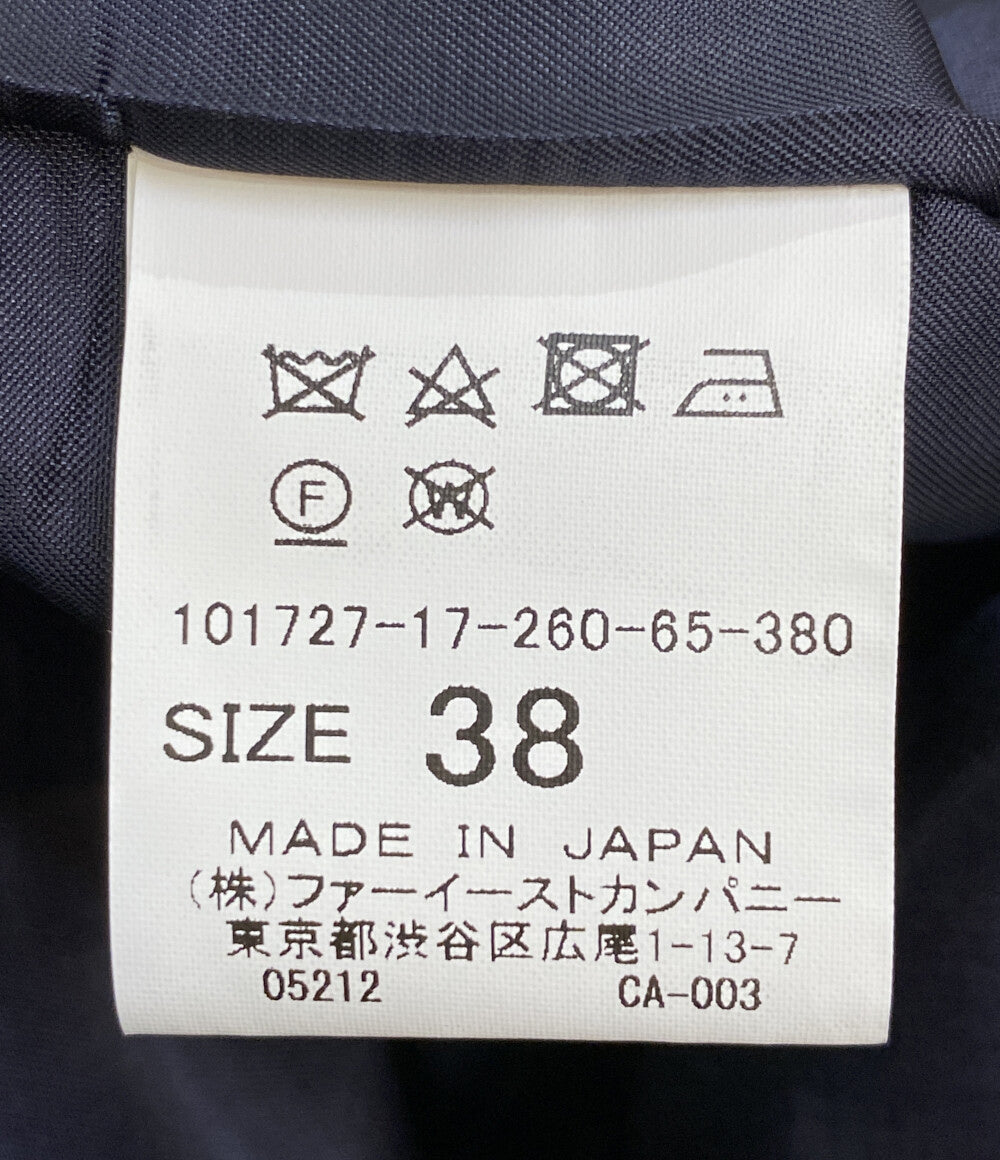 F W
101727-17-260-65-380
SIZE 38
MADE IN JAPAN
(株)ファーイーストカンパニー
東京都渋谷区広尾1-13-7
05212 CA-003